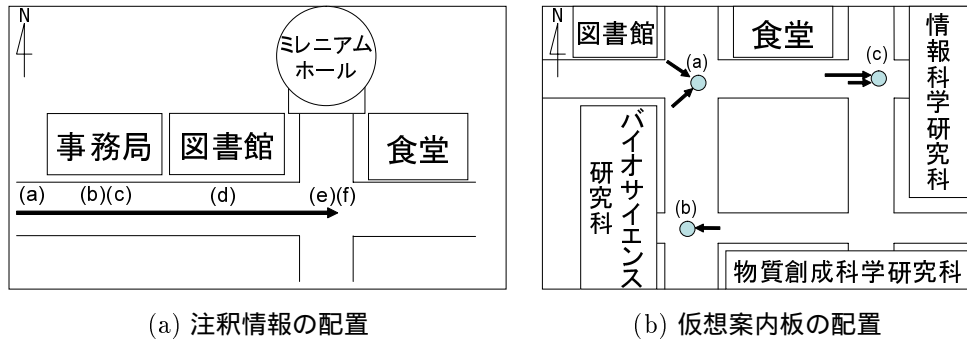 N
ミレニアム
ホール
事務局
図書館
食堂
(a)
(b)(c)
(d)
(e)(f)
(a) 注釈情報の配置
N
図書館
食堂
情報科学研究科
(a)
(c)
バイオサイエンス
研究科
(b)
物質創成科学研究科
(b) 仮想案内板の配置